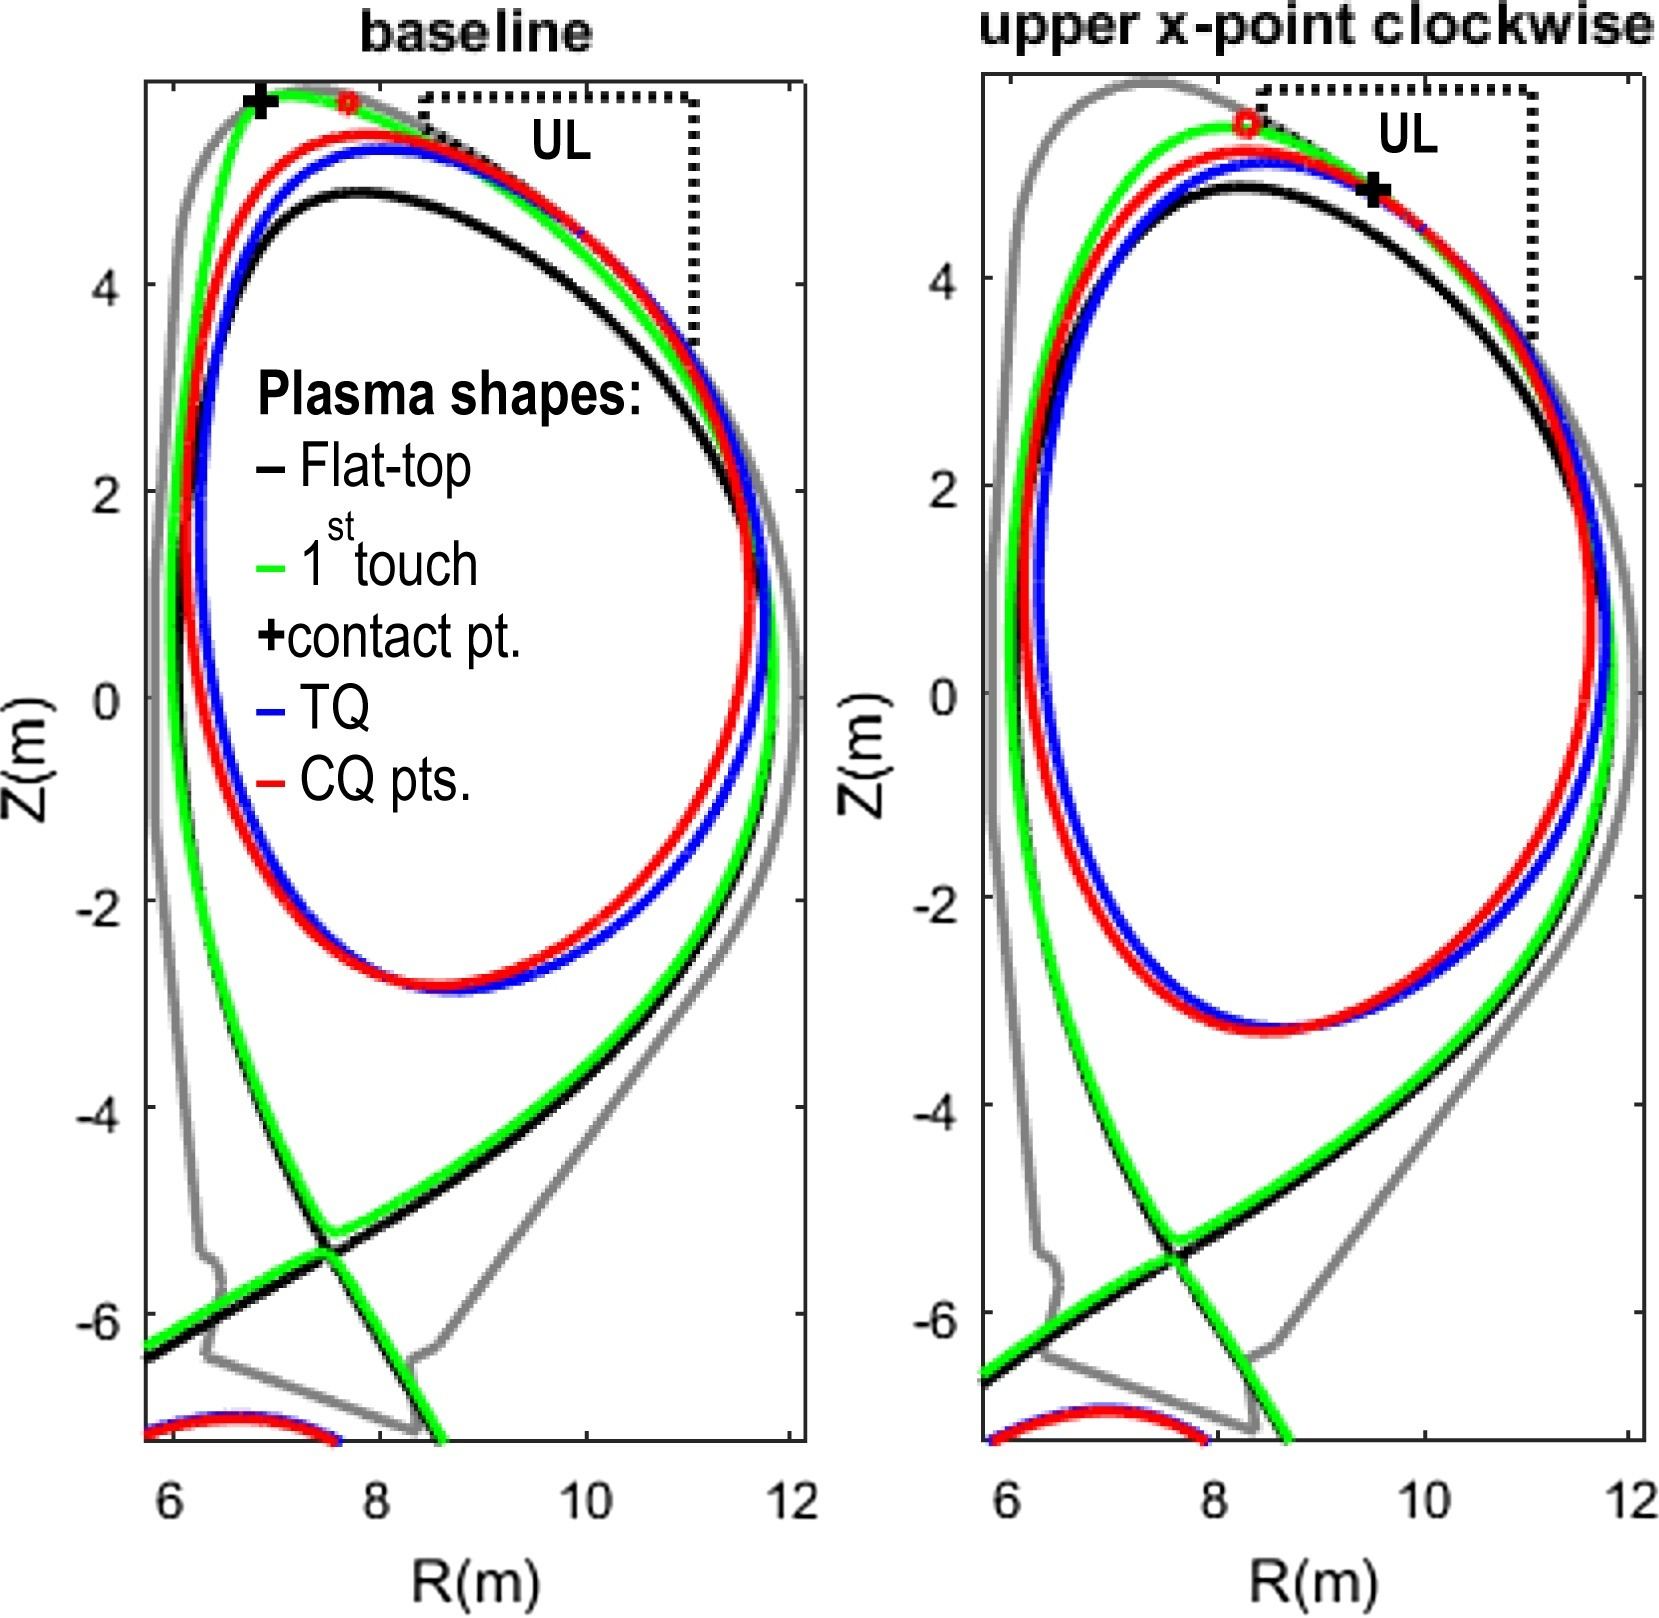 baseline
UL
4
2
0
-2
-4
-6
Z(m)
Plasma shapes:
– Flat-top
– 1st touch
+contact pt.
– TQ
– CQ pts.
6 8 10 12
R(m)
upper x-point clockwise
UL
4
2
0
-2
-4
-6
Z(m)
6 8 10 12
R(m)